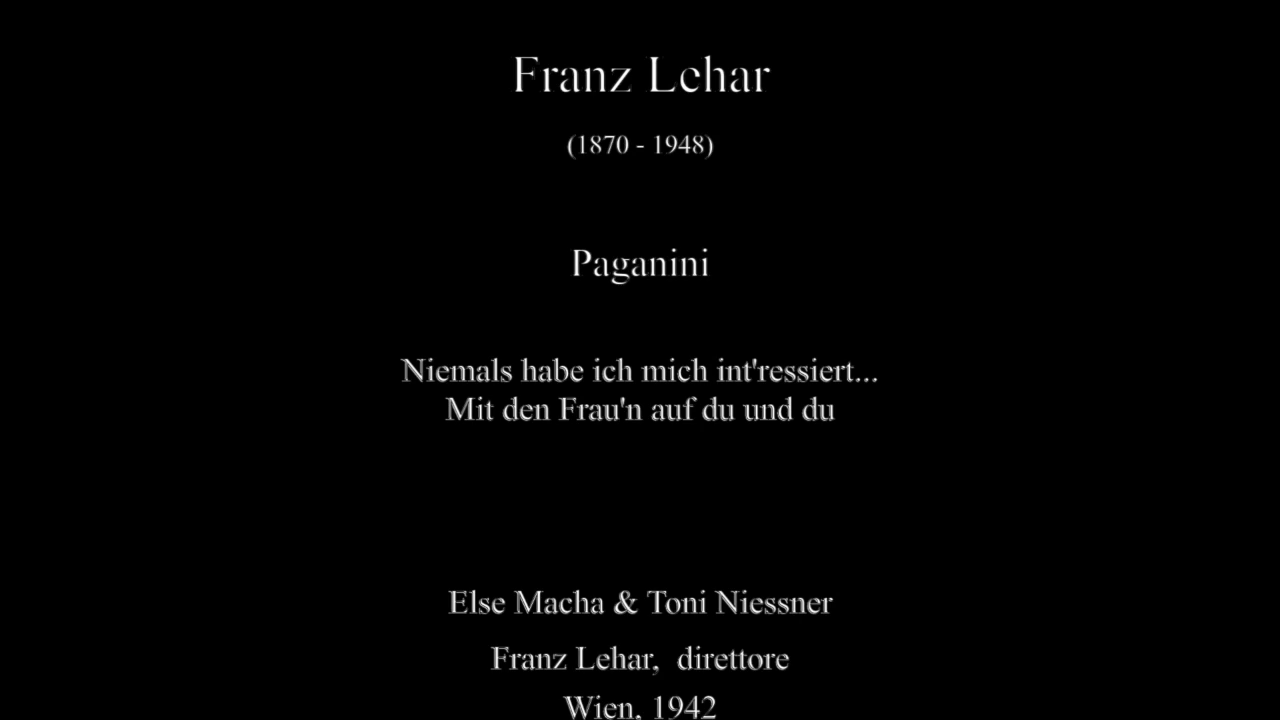 Franz Lehar
(1870 - 1948)
Paganini
Niemals habe ich mich int'ressiert...
Mit den Frau'n auf du und du
Else Macha & Toni Niessner
Franz Lehar,  direttore
Wien, 1942